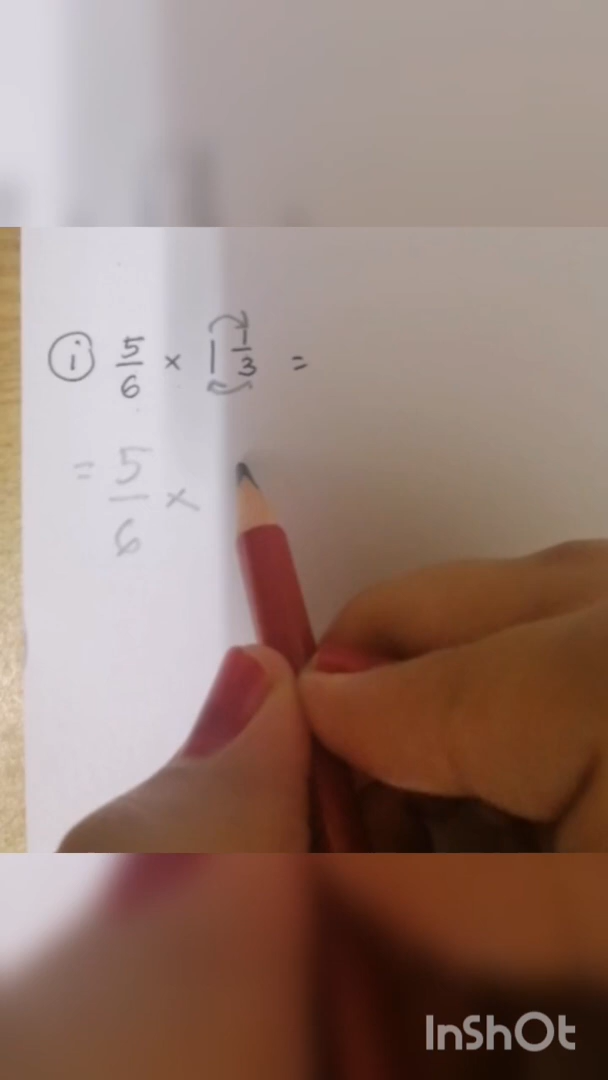 i 5/6 × 1 1/3 =
= 5/6 ×
InShOt